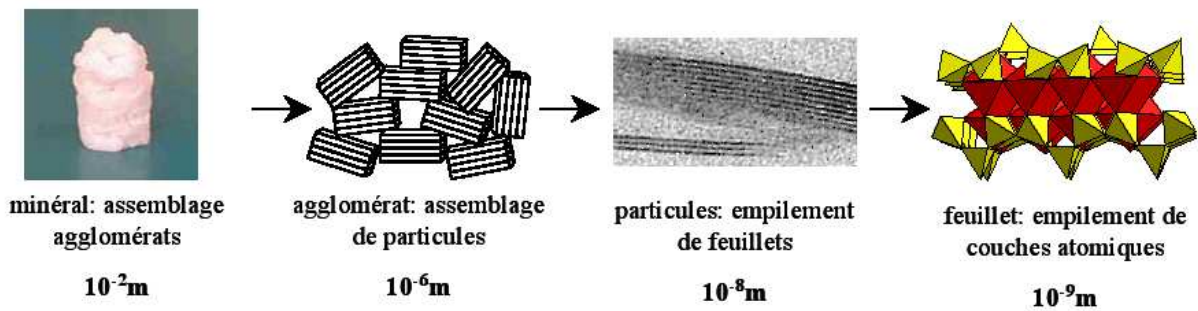 minéral: assemblage
agglomérats
10⁻²m
agglomérat: assemblage
de particules
10⁻⁶m
particules: empilement
de feuillets
10⁻⁸m
feuillet: empilement de
couches atomiques
10⁻⁹m